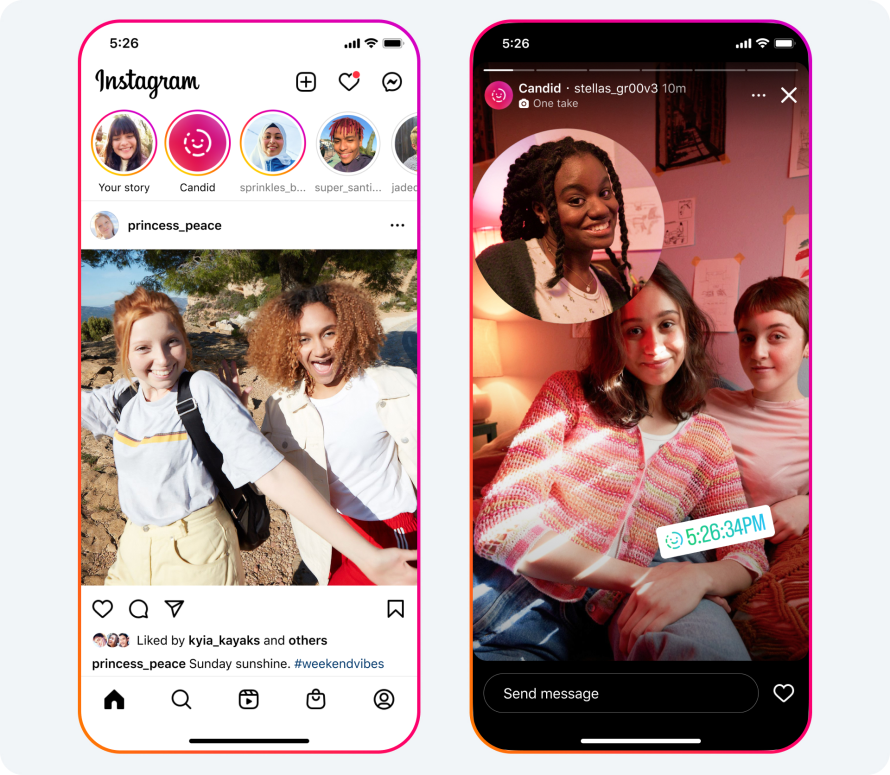 5:26
Instagram
Your story
Candid
sprinkles_b...
super_santi...
jaded
princess_peace
Liked by kyia_kayaks and others
princess_peace Sunday sunshine. #weekendvibes
5:26
Candid · stellas_gr00v3 10m
One take
5:26:34PM
Send message